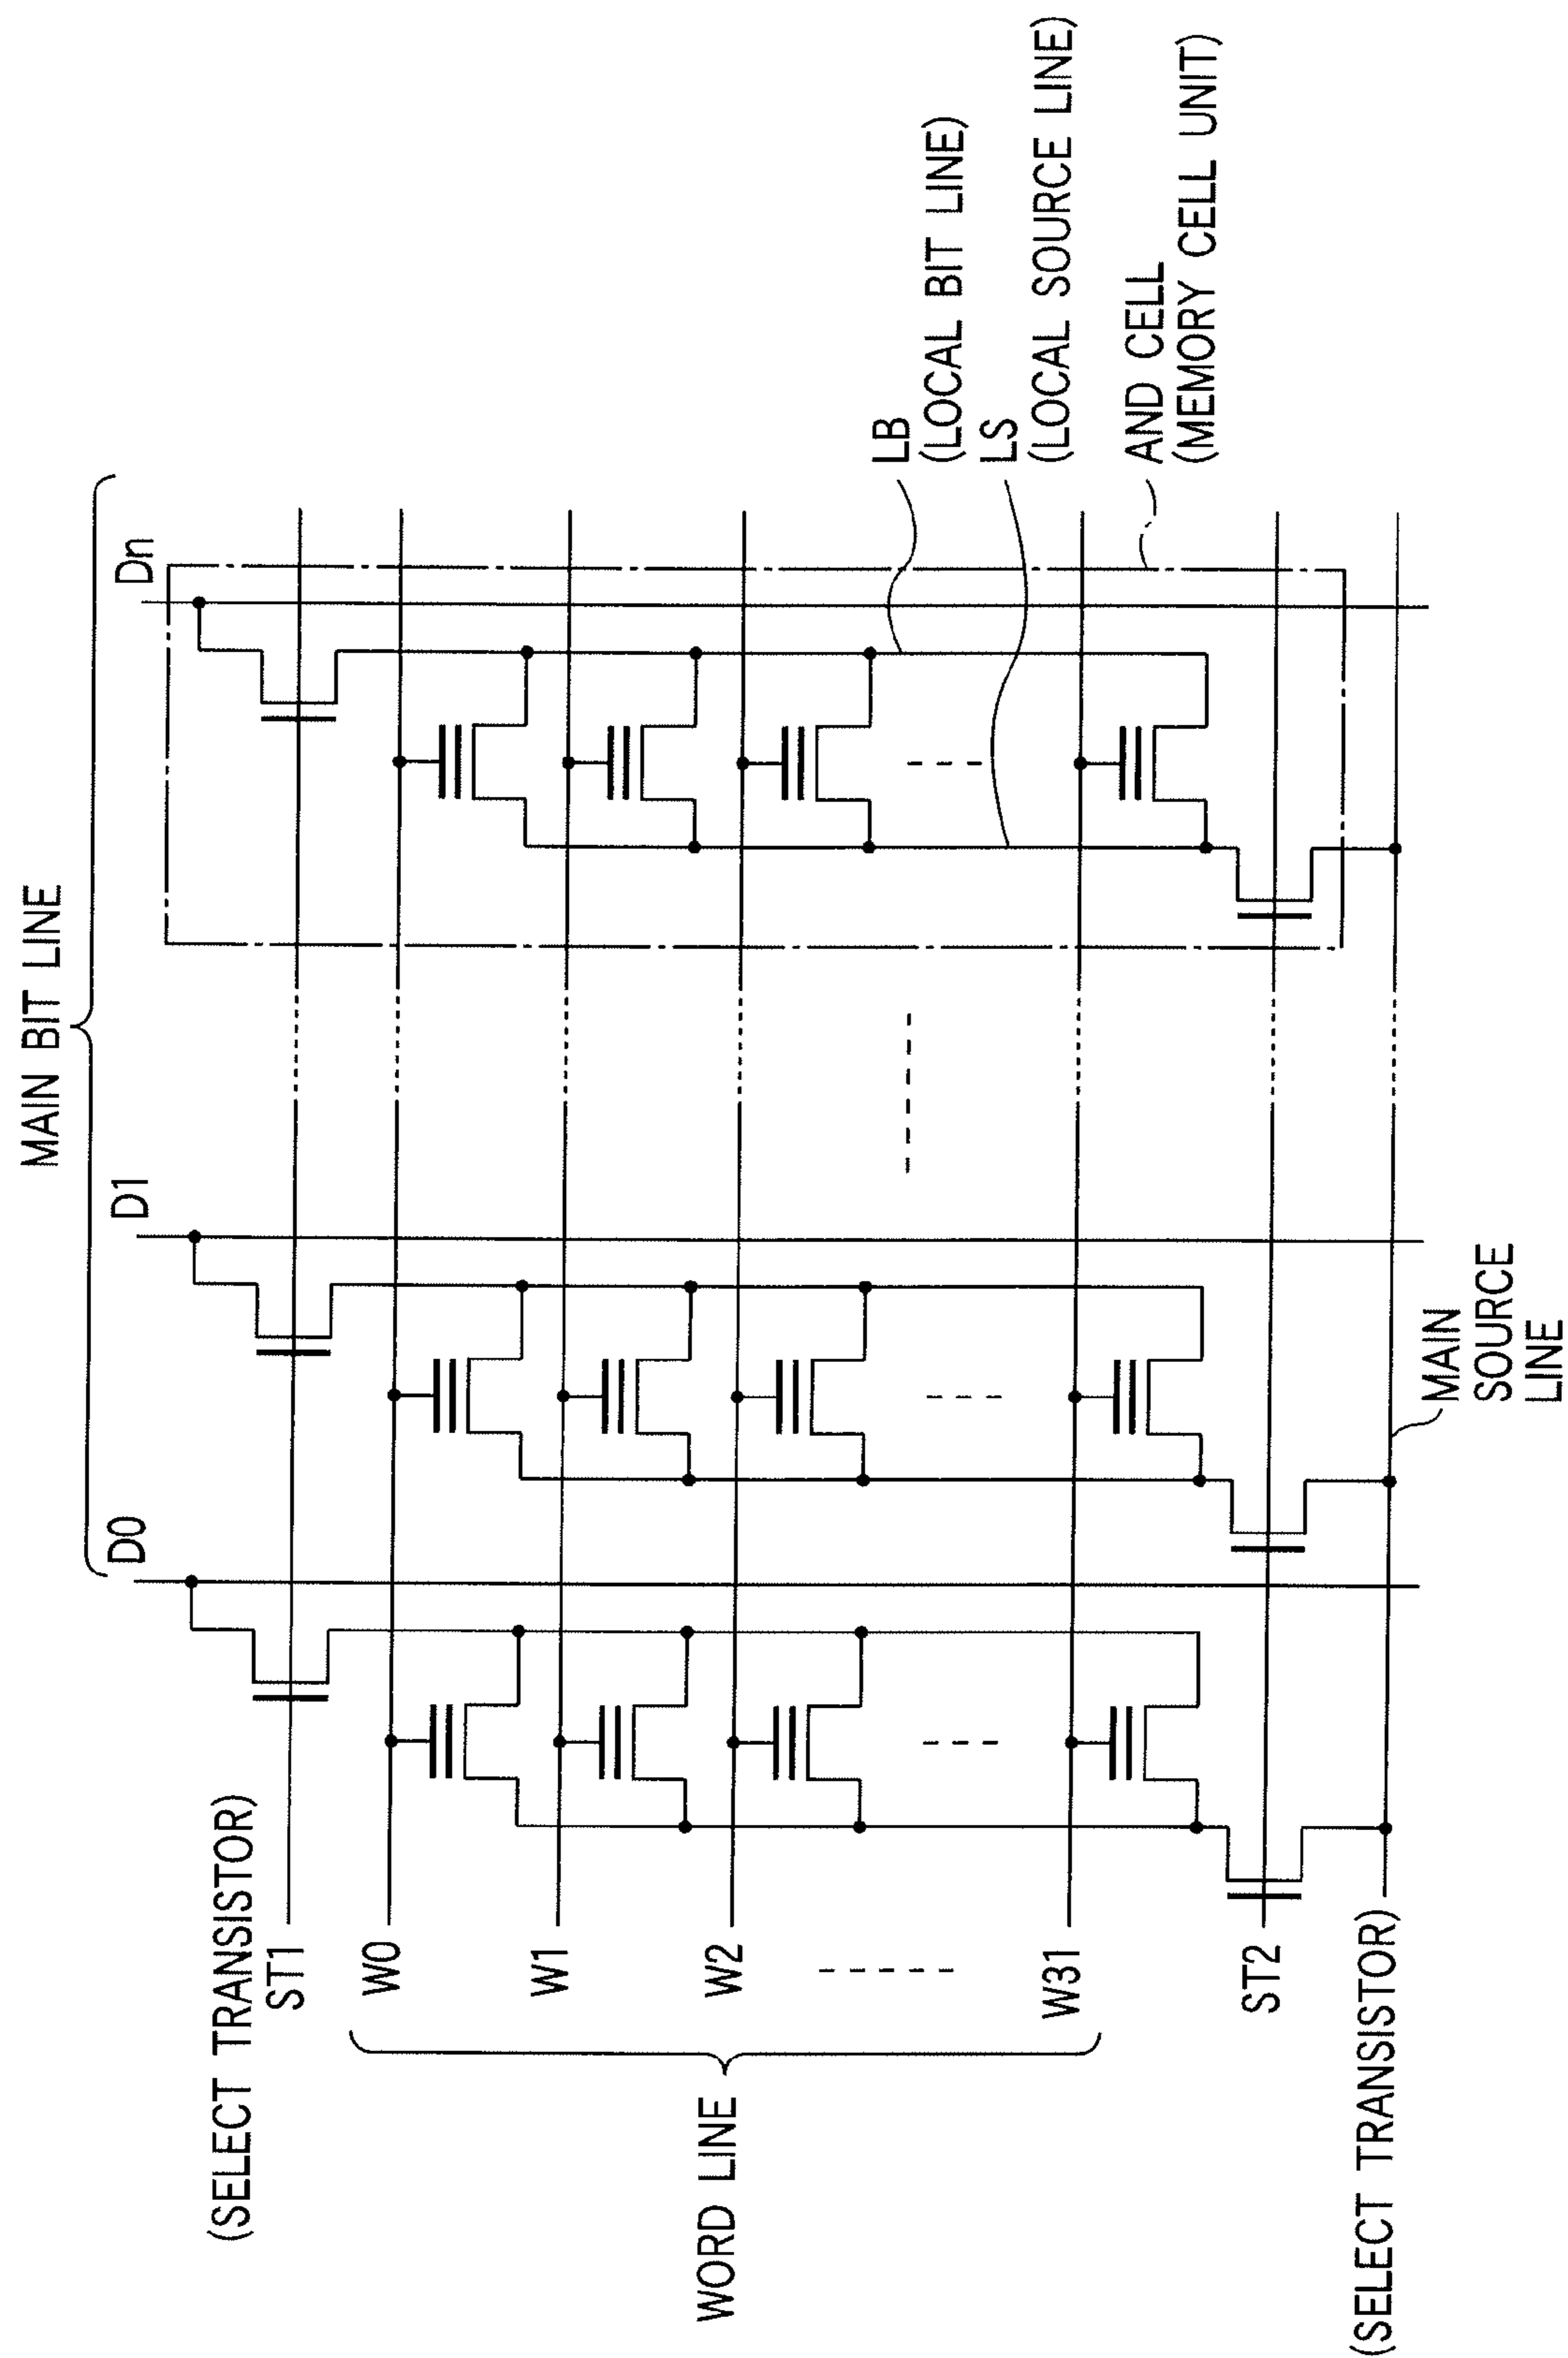 MAIN BIT LINE
D0
D1
Dn
(SELECT TRANSISTOR)
ST1
W0
W1
W2
W31
WORD LINE
ST2
(SELECT TRANSISTOR)
LB
(LOCAL BIT LINE)
LS
(LOCAL SOURCE LINE)
AND CELL
(MEMORY CELL UNIT)
MAIN
SOURCE
LINE